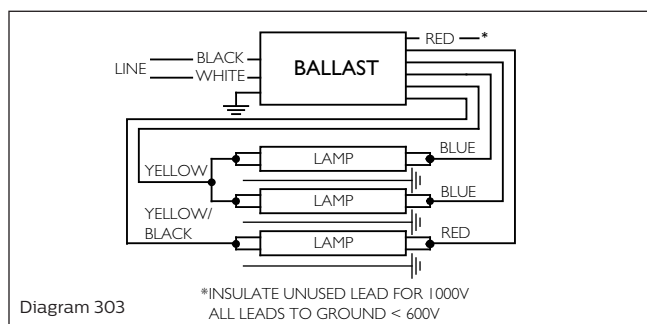 RED *
BLACK
LINE
WHITE
BALLAST
BLUE
LAMP
YELLOW
BLUE
LAMP
YELLOW/
BLACK
RED
LAMP
*INSULATE UNUSED LEAD FOR 1000V
ALL LEADS TO GROUND < 600V
Diagram 303